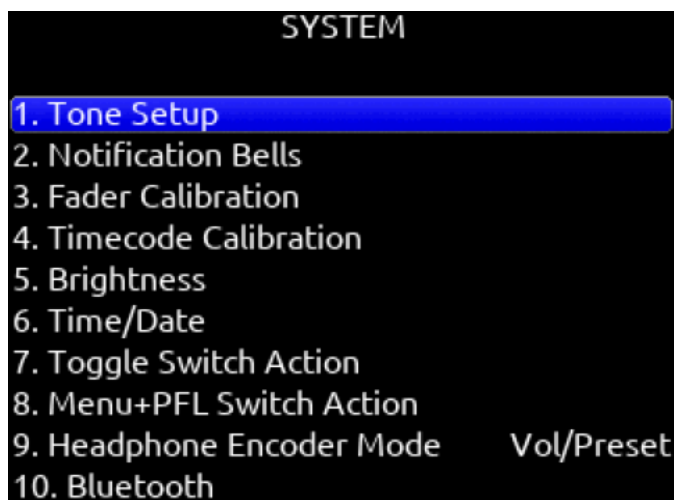 SYSTEM
1. Tone Setup
2. Notification Bells
3. Fader Calibration
4. Timecode Calibration
5. Brightness
6. Time/Date
7. Toggle Switch Action
8. Menu+PFL Switch Action
9. Headphone Encoder Mode Vol/Preset
10. Bluetooth